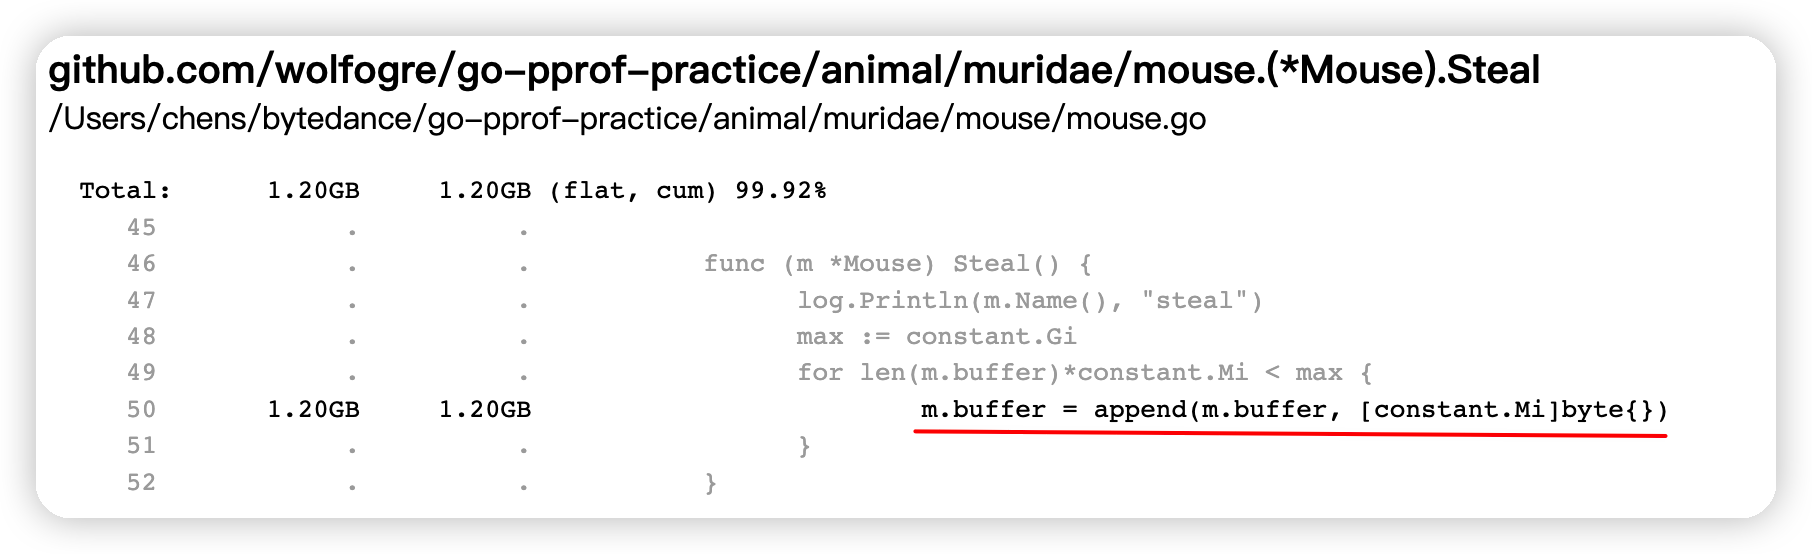 github.com/wolfogre/go-pprof-practice/animal/muridae/mouse.(*Mouse).Steal
/Users/chens/bytedance/go-pprof-practice/animal/muridae/mouse/mouse.go
Total: 1.20GB 1.20GB (flat, cum) 99.92%
45 . .
46 . . func (m *Mouse) Steal() {
47 . . log.Println(m.Name(), "steal")
48 . . max := constant.Gi
49 . . for len(m.buffer)*constant.Mi < max {
50 1.20GB 1.20GB m.buffer = append(m.buffer, [constant.Mi]byte{})
51 . . }
52 . . }